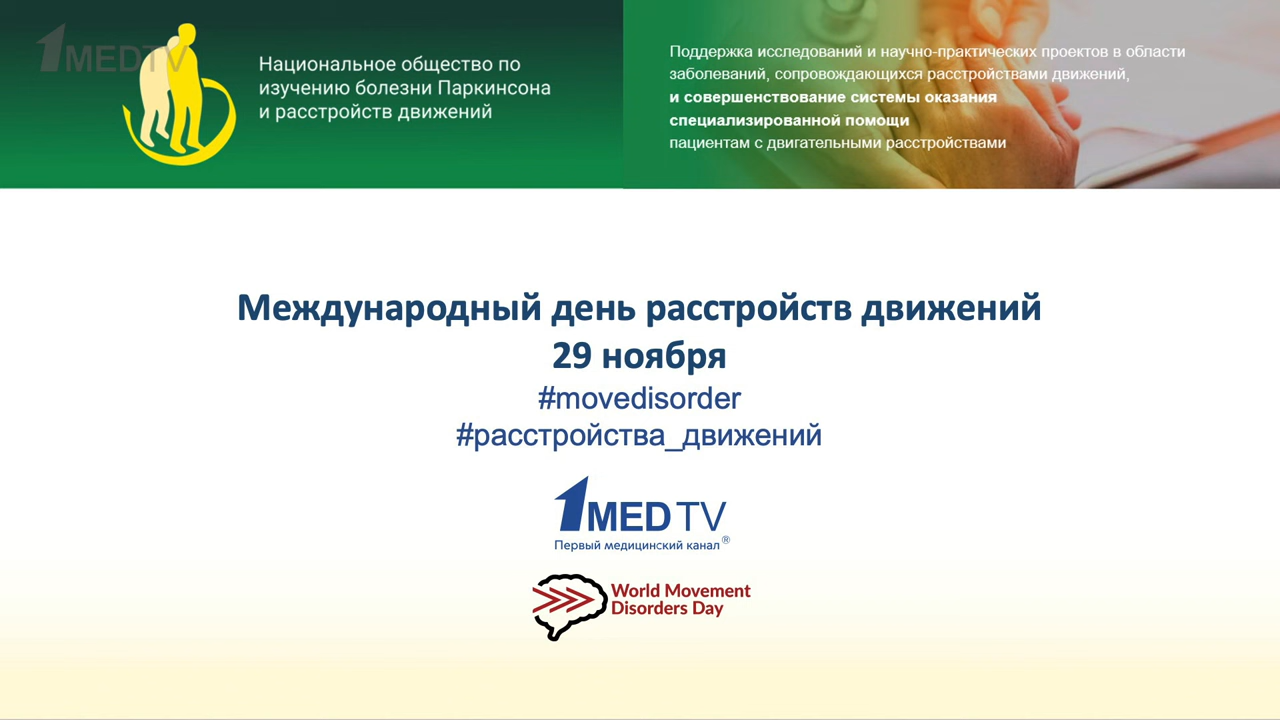 1MEDTV
Национальное общество по
изучению болезни Паркинсона
и расстройств движений
Поддержка исследований и научно-практических проектов в области
заболеваний, сопровождающихся расстройствами движений,
и совершенствование системы оказания
специализированной помощи
пациентам с двигательными расстройствами
Международный день расстройств движений
29 ноября
#movedisorder
#расстройства_движений
1MED TV
Первый медицинский канал®
World Movement
Disorders Day